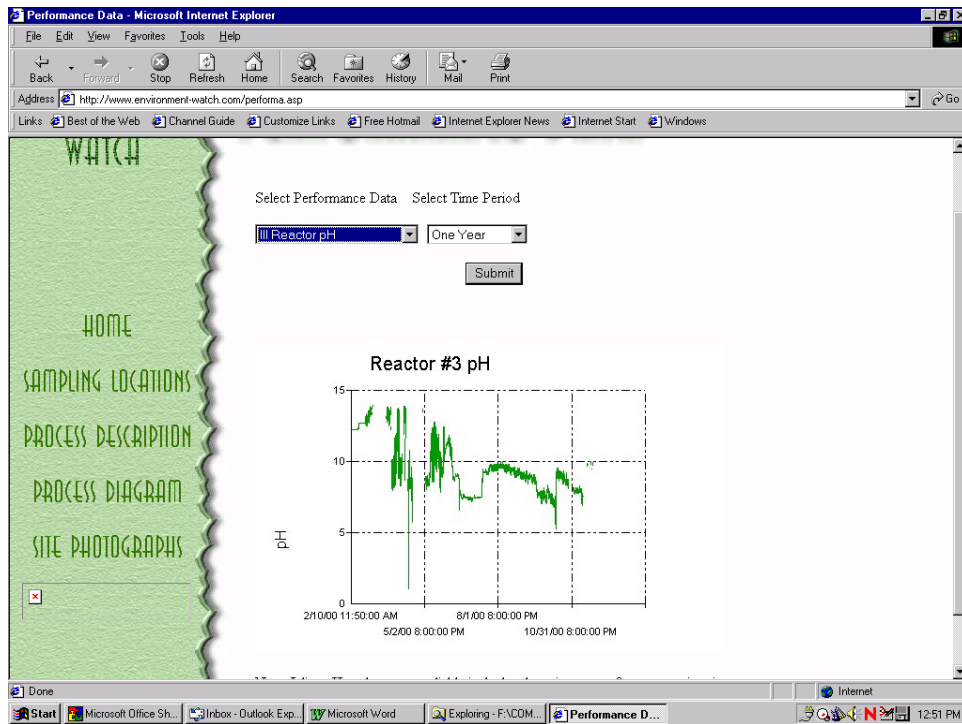 Performance Data - Microsoft Internet Explorer
File Edit View Favorites Tools Help
Back Forward Stop Refresh Home Search Favorites History Mail Print
Address http://www.environment-watch.com/performa.asp Go
Links Best of the Web Channel Guide Customize Links Free Hotmail Internet Explorer News Internet Start Windows
WATCH
Select Performance Data Select Time Period
III Reactor pH One Year
Submit
HOME
SAMPLING LOCATIONS
PROCESS DESCRIPTION
PROCESS DIAGRAM
SITE PHOTOGRAPHS
Reactor #3 pH
15
10
5
0
pH
2/10/00 11:50:00 AM 8/1/00 8:00:00 PM
5/2/00 8:00:00 PM 10/31/00 8:00:00 PM
Done Internet
Start Microsoft Office Sh... Inbox - Outlook Exp... Microsoft Word Exploring - F:\COM... Performance D... 12:51 PM